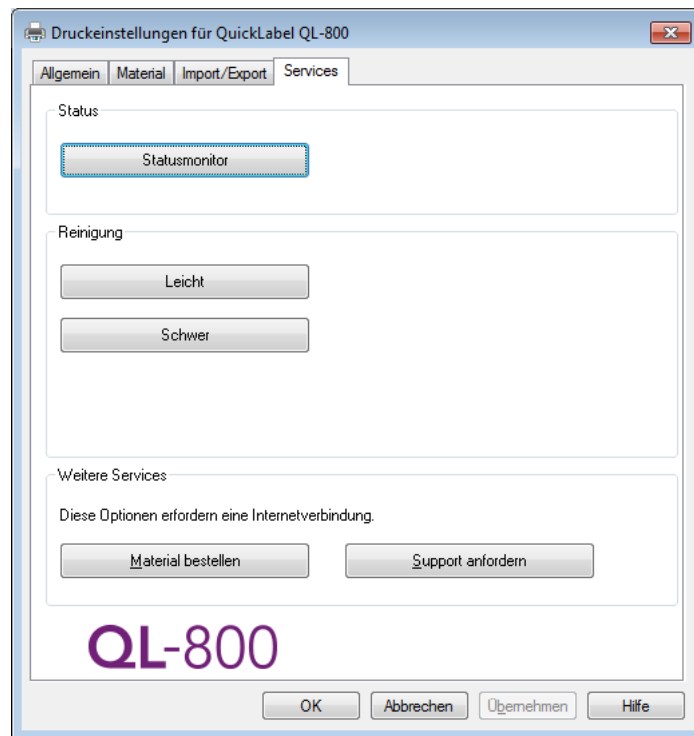 Druckeinstellungen für QuickLabel QL-800
Allgemein Material Import/Export Services
Status
Statusmonitor
Reinigung
Leicht
Schwer
Weitere Services
Diese Optionen erfordern eine Internetverbindung.
Material bestellen Support anfordern
QL-800
OK Abbrechen Übernehmen Hilfe